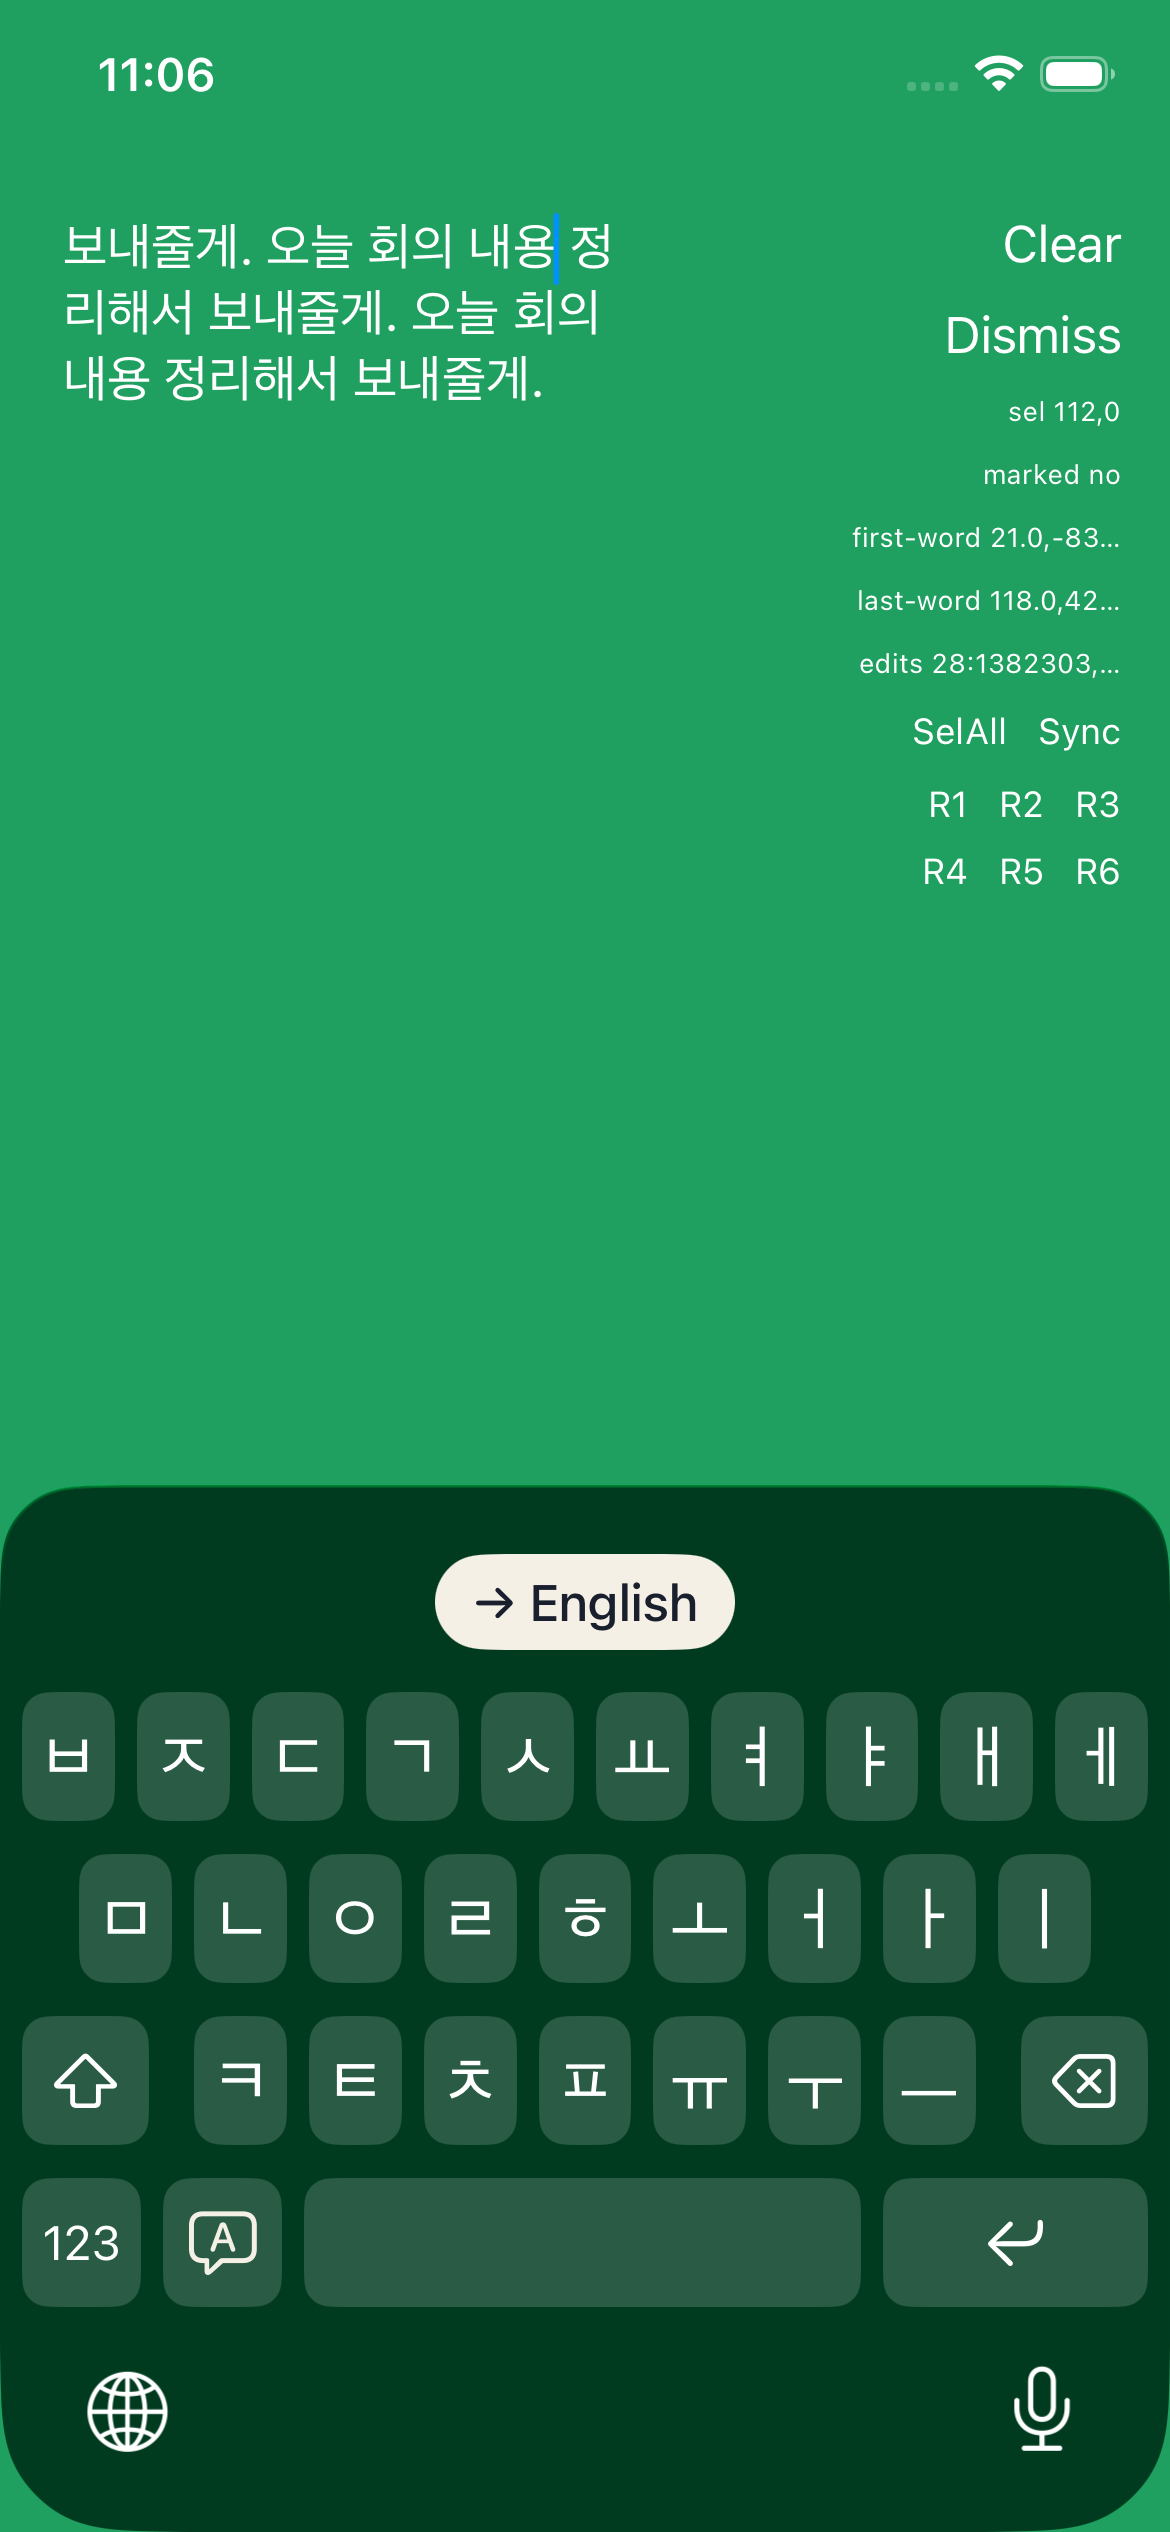 11:06
보내줄게. 오늘 회의 내용 정
리해서 보내줄게. 오늘 회의
내용 정리해서 보내줄게.
Clear
Dismiss
sel 112,0
marked no
first-word 21.0,-83...
last-word 118.0,42...
edits 28:1382303,...
SelAll Sync
R1 R2 R3
R4 R5 R6
→ English
ㅂ ㅈ ㄷ ㄱ ㅅ ㅛ ㅕ ㅑ ㅐ ㅔ
ㅁ ㄴ ㅇ ㄹ ㅎ ㅗ ㅓ ㅏ ㅣ
ㅋ ㅌ ㅊ ㅍ ㅠ ㅜ ㅡ
123 A